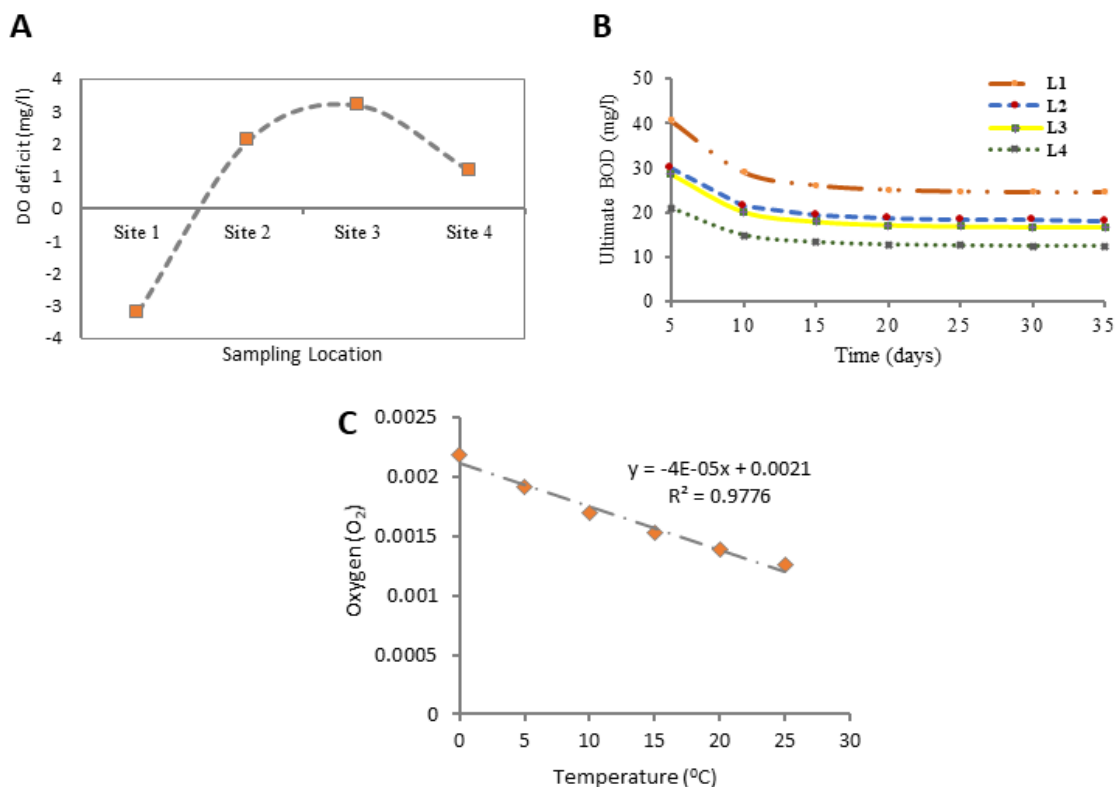 A
DO deficit (mg/l)
4
3
2
1
0
-1
-2
-3
-4
Site 1
Site 2
Site 3
Site 4
Sampling Location
B
Ultimate BOD (mg/l)
50
40
30
20
10
0
5
10
15
20
25
30
35
Time (days)
L1
L2
L3
L4
C
Oxygen (O₂)
0.0025
0.002
0.0015
0.001
0.0005
0
y = -4E-05x + 0.0021
R² = 0.9776
0
5
10
15
20
25
30
Temperature (⁰C)